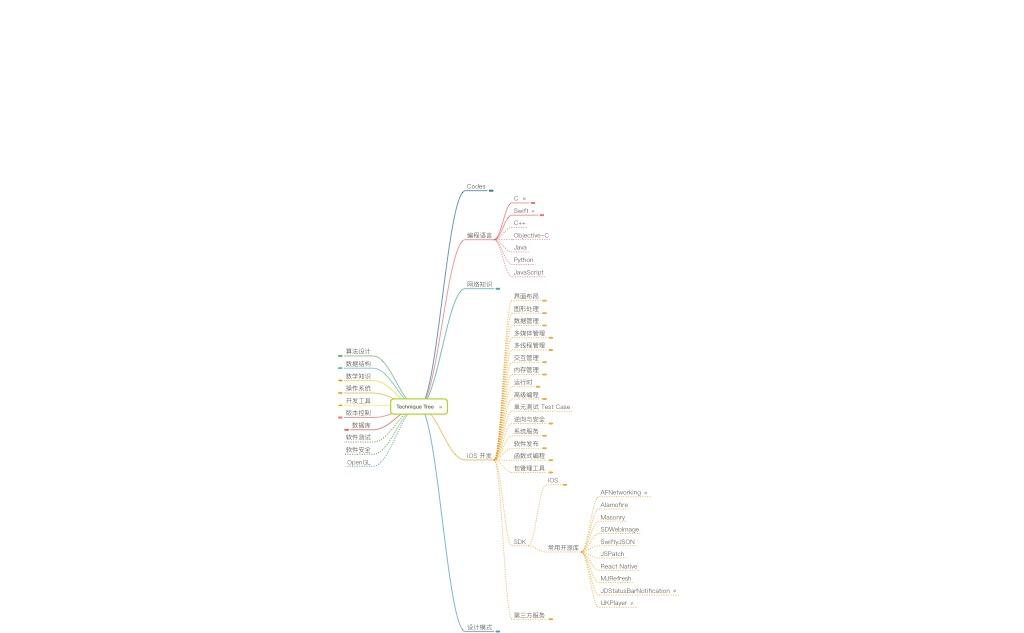 Codes
C
Swift
C++
编程语言
Objective-C
Java
Python
JavaScript
网络知识
界面布局
图形处理
数据管理
多媒体管理
多线程管理
交互管理
内存管理
运行时
高级编程
单元测试 Test Case
逆向与安全
系统服务
软件发布
函数式编程
包管理工具
iOS 开发
iOS
SDK
常用开源库
AFNetworking
Alamofire
Masonry
SDWebImage
SwiftyJSON
JSPatch
React Native
MJRefresh
JDStatusBarNotification
IJKPlayer
第三方服务
设计模式
算法设计
数据结构
数学知识
操作系统
开发工具
版本控制
数据库
软件测试
软件安全
OpenGL
Technique Tree